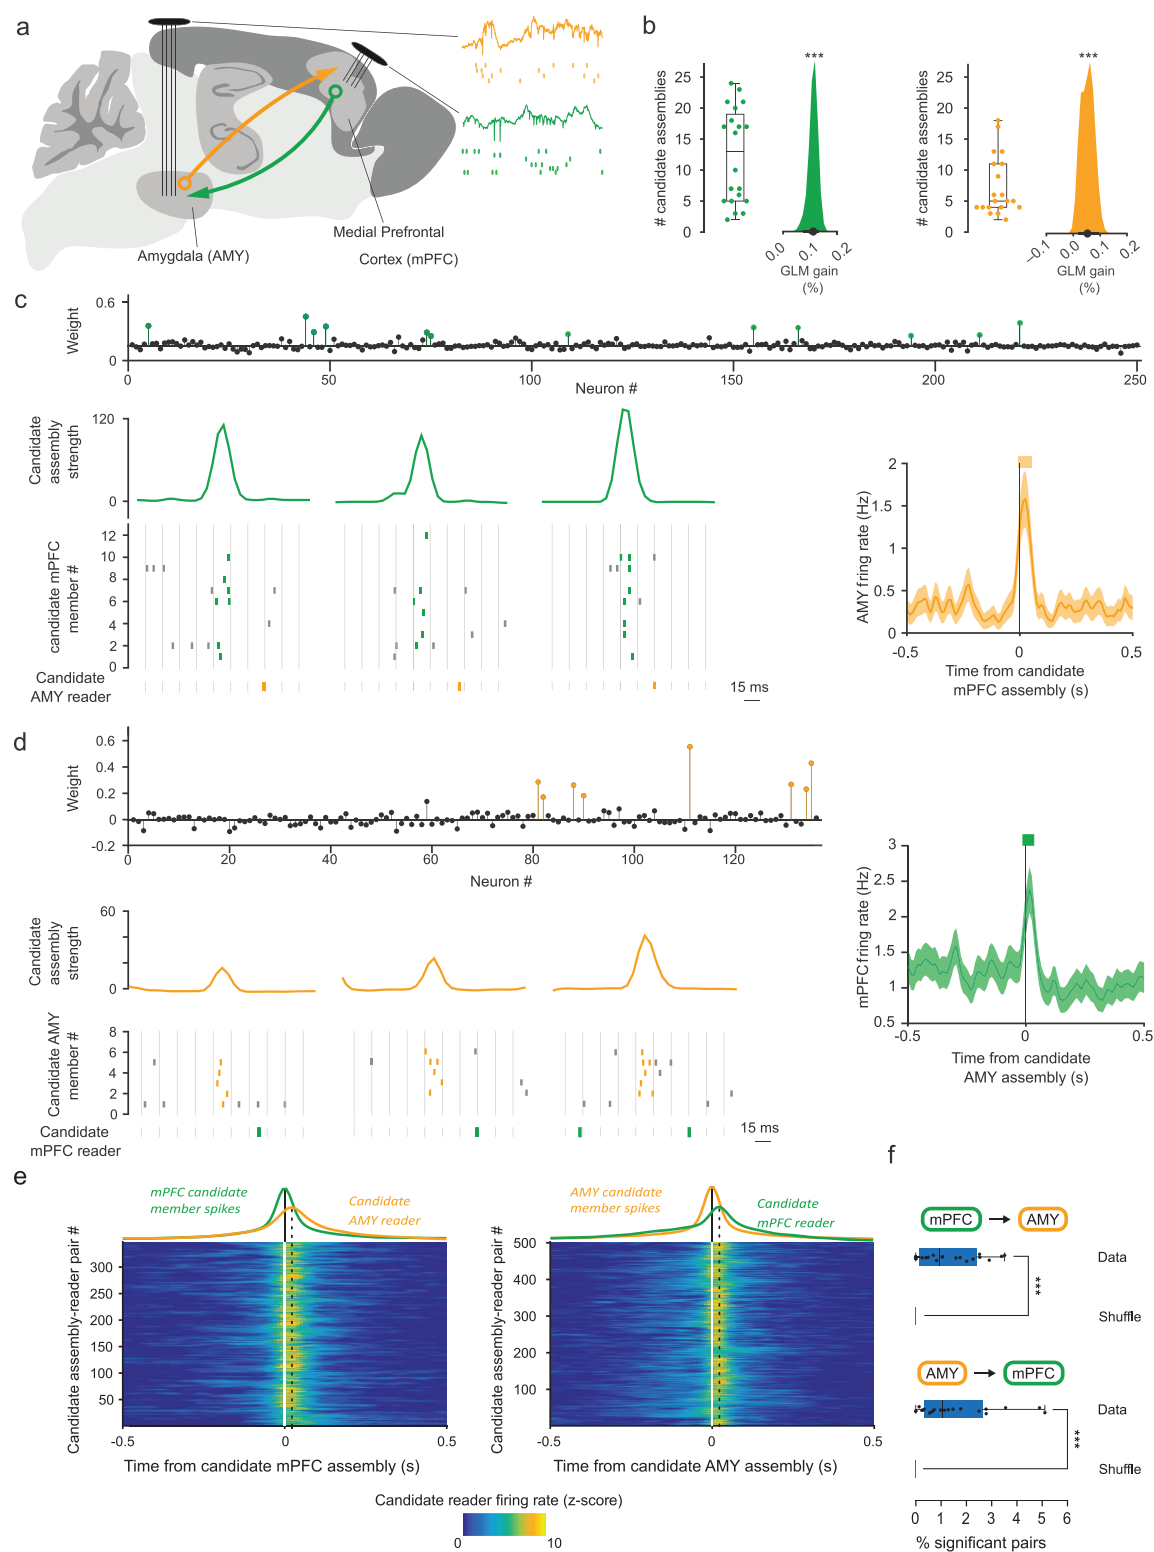 a
Amygdala (AMY)
Medial Prefrontal
Cortex (mPFC)
b
# candidate assemblies
25
20
15
10
5
0
***
0.0
0.1
0.2
GLM gain
(%)
# candidate assemblies
25
20
15
10
5
0
***
−0.1
0.0
0.1
0.2
GLM gain
(%)
c
Weight
0.6
0
0
50
100
150
200
250
Neuron #
Candidate
assembly
strength
120
0
candidate mPFC
member #
12
10
8
6
4
2
0
Candidate
AMY reader
15 ms
AMY firing rate (Hz)
2
1.5
1
0.5
0
-0.5
0
0.5
Time from candidate
mPFC assembly (s)
d
Weight
0.6
0.4
0.2
0
-0.2
0
20
40
60
80
100
120
Neuron #
Candidate
assembly
strength
60
0
Candidate AMY
member #
8
6
4
2
0
Candidate
mPFC reader
15 ms
mPFC firing rate (Hz)
3
2.5
2
1.5
1
0.5
-0.5
0
0.5
Time from candidate
AMY assembly (s)
e
mPFC candidate
member spikes
Candidate
AMY reader
Candidate assembly-reader pair #
300
250
200
150
100
50
-0.5
0
0.5
Time from candidate mPFC assembly (s)
AMY candidate
member spikes
Candidate
mPFC reader
Candidate assembly-reader pair #
500
400
300
200
100
-0.5
0
0.5
Time from candidate AMY assembly (s)
Candidate reader firing rate (z-score)
0
10
f
mPFC
AMY
Data
***
Shuffle
AMY
mPFC
Data
***
Shuffle
0 1 2 3 4 5 6
% significant pairs